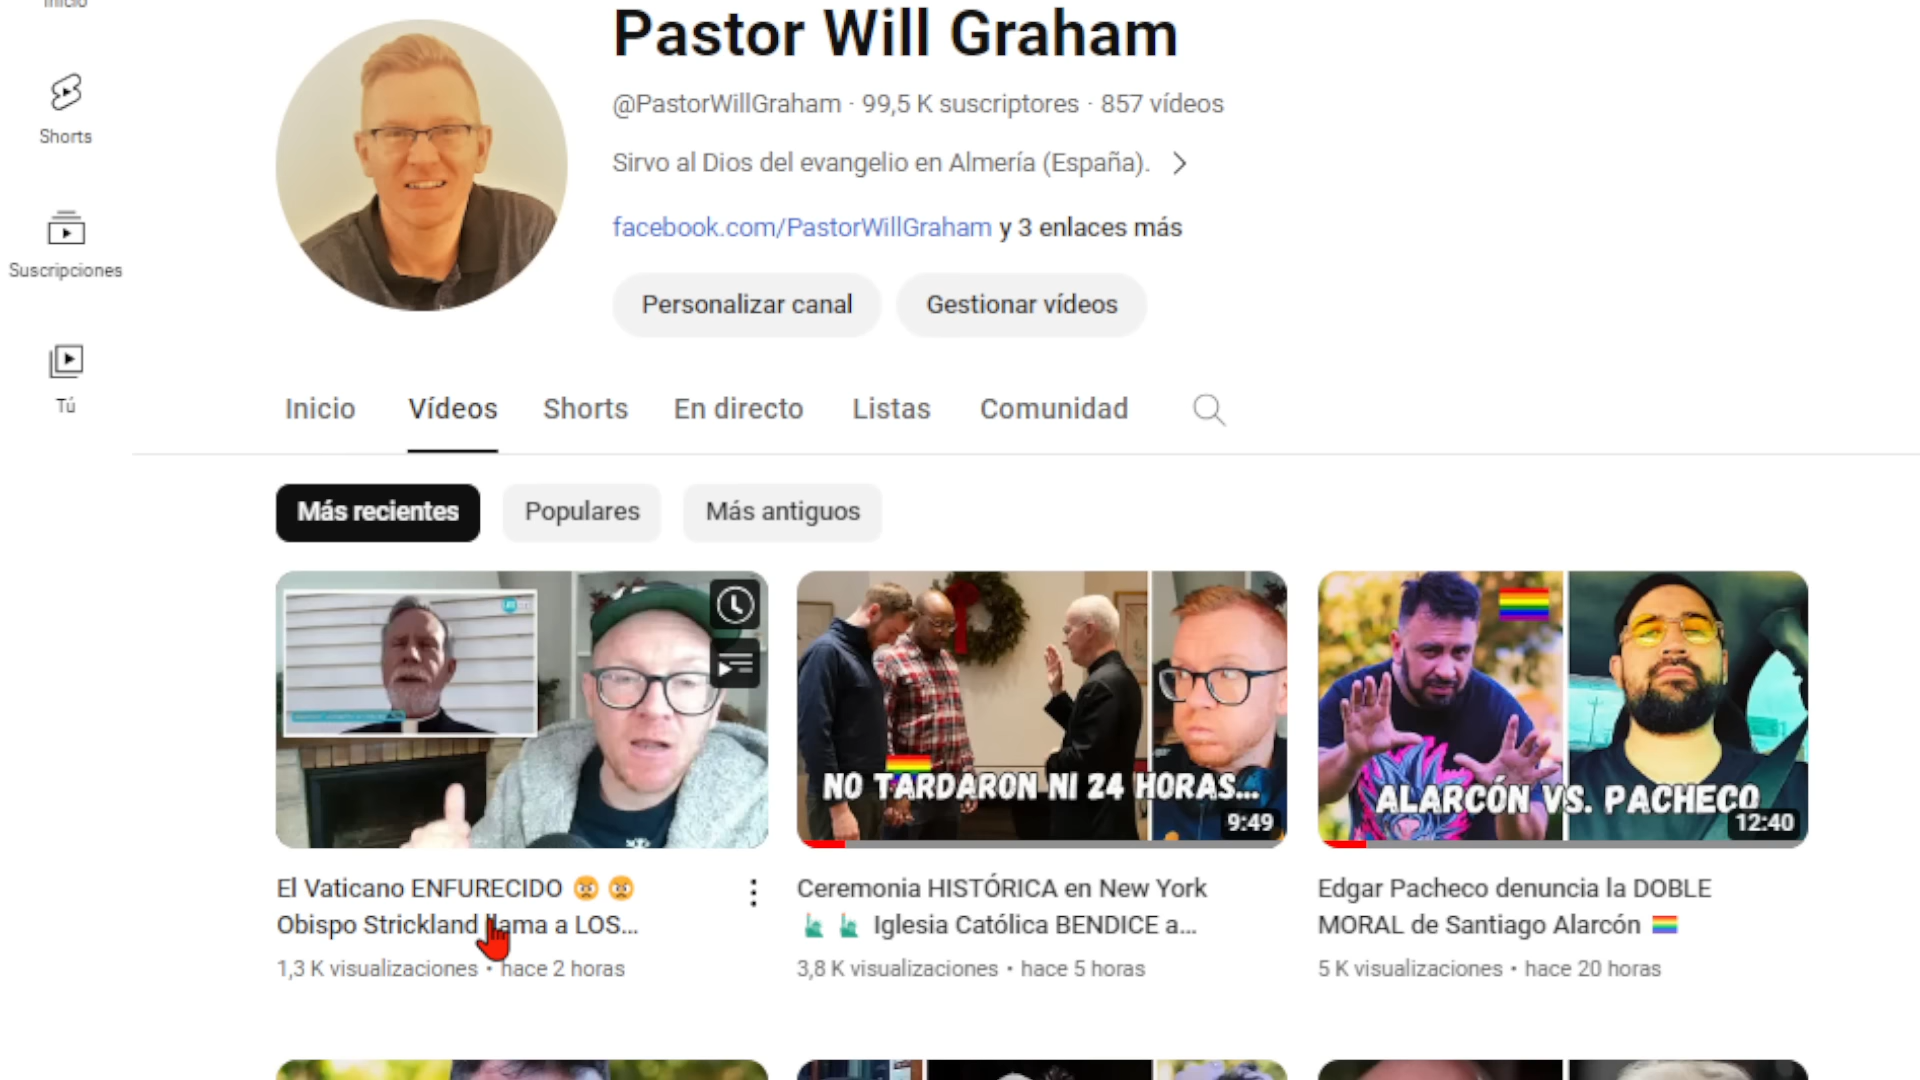 Inicio
Pastor Will Graham
@PastorWillGraham · 99,5 K suscriptores · 857 vídeos
Shorts
Sirvo al Dios del evangelio en Almería (España).
facebook.com/PastorWillGraham y 3 enlaces más
Suscripciones
Personalizar canal
Gestionar vídeos
Tú
Inicio
Vídeos
Shorts
En directo
Listas
Comunidad
Más recientes
Populares
Más antiguos
NO TARDARON NI 24 HORAS...
9:49
ALARCÓN VS. PACHECO
12:40
El Vaticano ENFURECIDO 😡 😡
Obispo Strickland llama a LOS...
1,3 K visualizaciones • hace 2 horas
Ceremonia HISTÓRICA en New York
🗽 🗽 Iglesia Católica BENDICE a...
3,8 K visualizaciones • hace 5 horas
Edgar Pacheco denuncia la DOBLE
MORAL de Santiago Alarcón 🏳️‍🌈
5 K visualizaciones • hace 20 horas